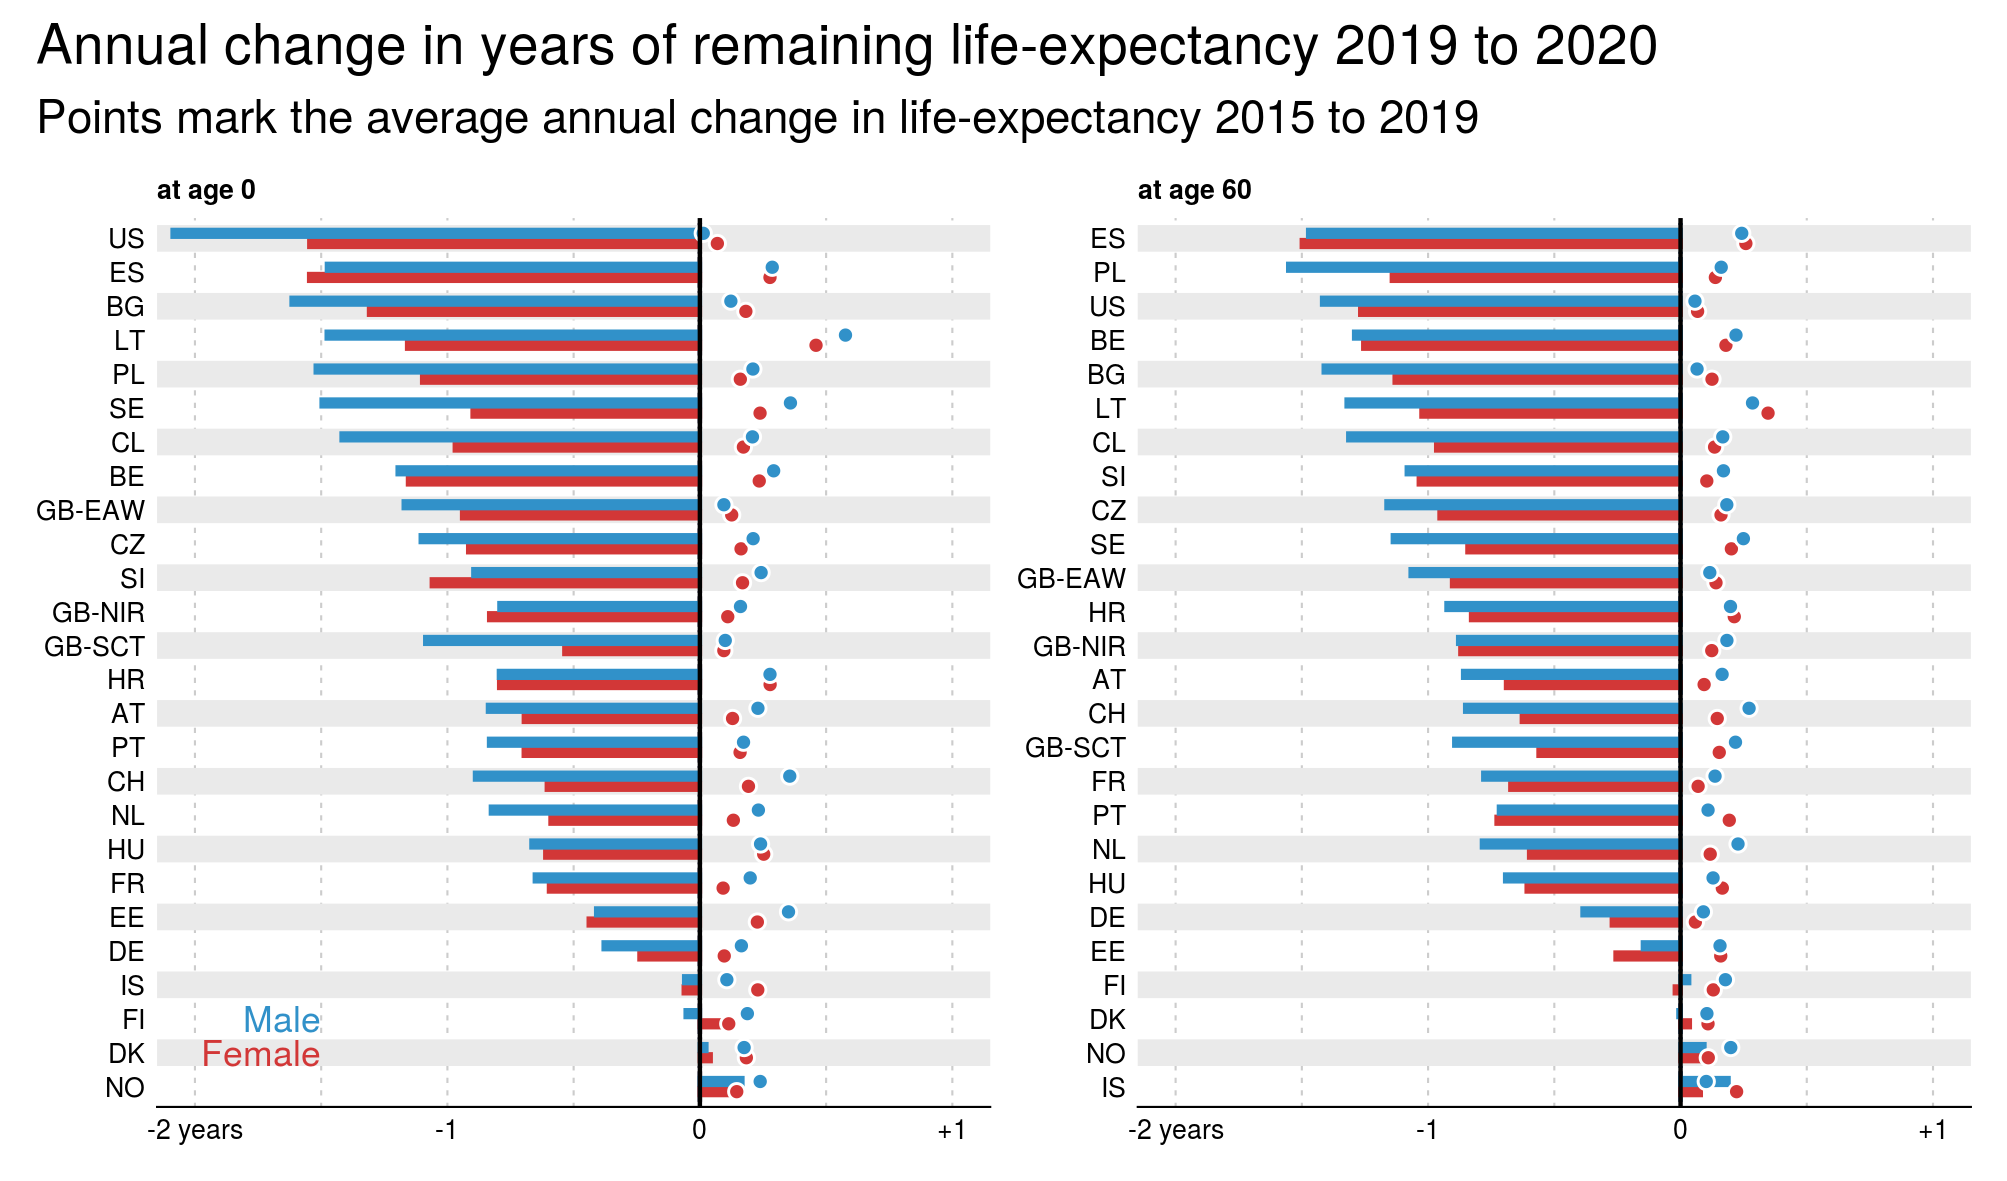 Annual change in years of remaining life-expectancy 2019 to 2020
Points mark the average annual change in life-expectancy 2015 to 2019
at age 0
US
ES
BG
LT
PL
SE
CL
BE
GB-EAW
CZ
SI
GB-NIR
GB-SCT
HR
AT
PT
CH
NL
HU
FR
EE
DE
IS
FI
DK
NO
Male
Female
-2 years -1 0 +1
at age 60
ES
PL
US
BE
BG
LT
CL
SI
CZ
SE
GB-EAW
HR
GB-NIR
AT
CH
GB-SCT
FR
PT
NL
HU
DE
EE
FI
DK
NO
IS
-2 years -1 0 +1